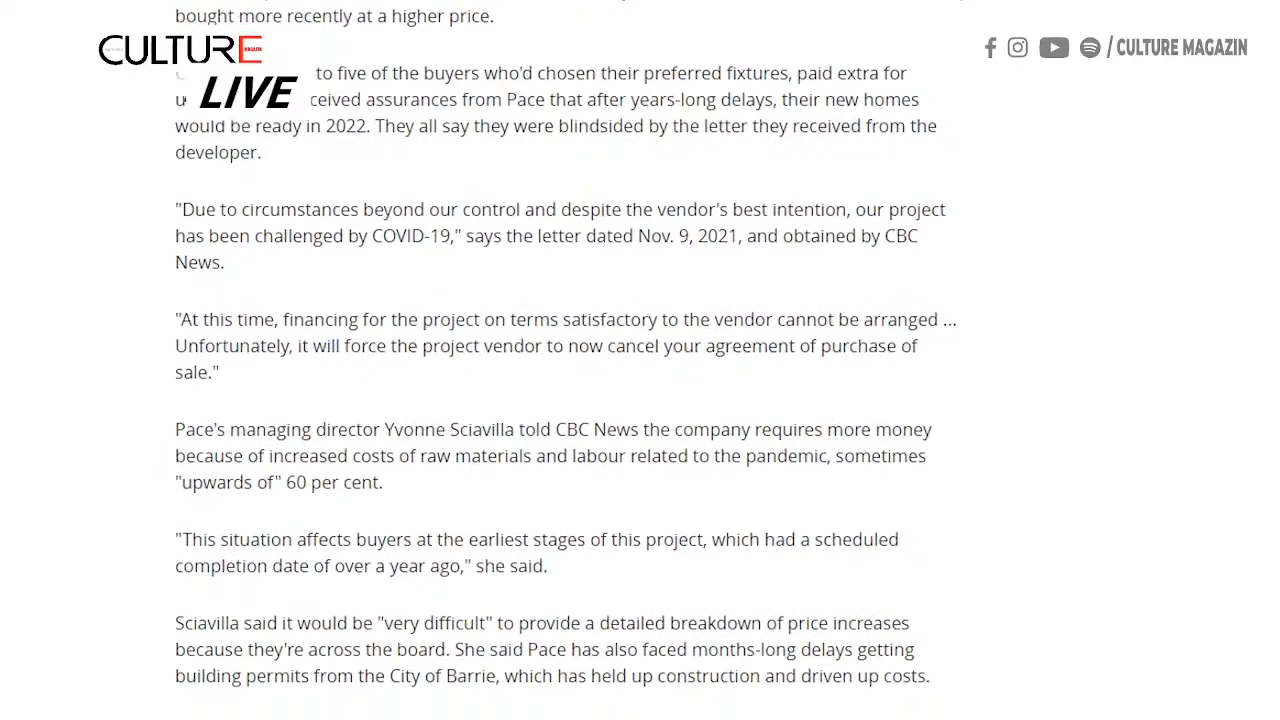 bought more recently at a higher price.
CULTURE
MAGAZIN
LIVE
/ CULTURE MAGAZIN
to five of the buyers who'd chosen their preferred fixtures, paid extra for
ceived assurances from Pace that after years-long delays, their new homes
would be ready in 2022. They all say they were blindsided by the letter they received from the
developer.
"Due to circumstances beyond our control and despite the vendor's best intention, our project
has been challenged by COVID-19," says the letter dated Nov. 9, 2021, and obtained by CBC
News.
"At this time, financing for the project on terms satisfactory to the vendor cannot be arranged ...
Unfortunately, it will force the project vendor to now cancel your agreement of purchase of
sale."
Pace's managing director Yvonne Sciavilla told CBC News the company requires more money
because of increased costs of raw materials and labour related to the pandemic, sometimes
"upwards of" 60 per cent.
"This situation affects buyers at the earliest stages of this project, which had a scheduled
completion date of over a year ago," she said.
Sciavilla said it would be "very difficult" to provide a detailed breakdown of price increases
because they're across the board. She said Pace has also faced months-long delays getting
building permits from the City of Barrie, which has held up construction and driven up costs.